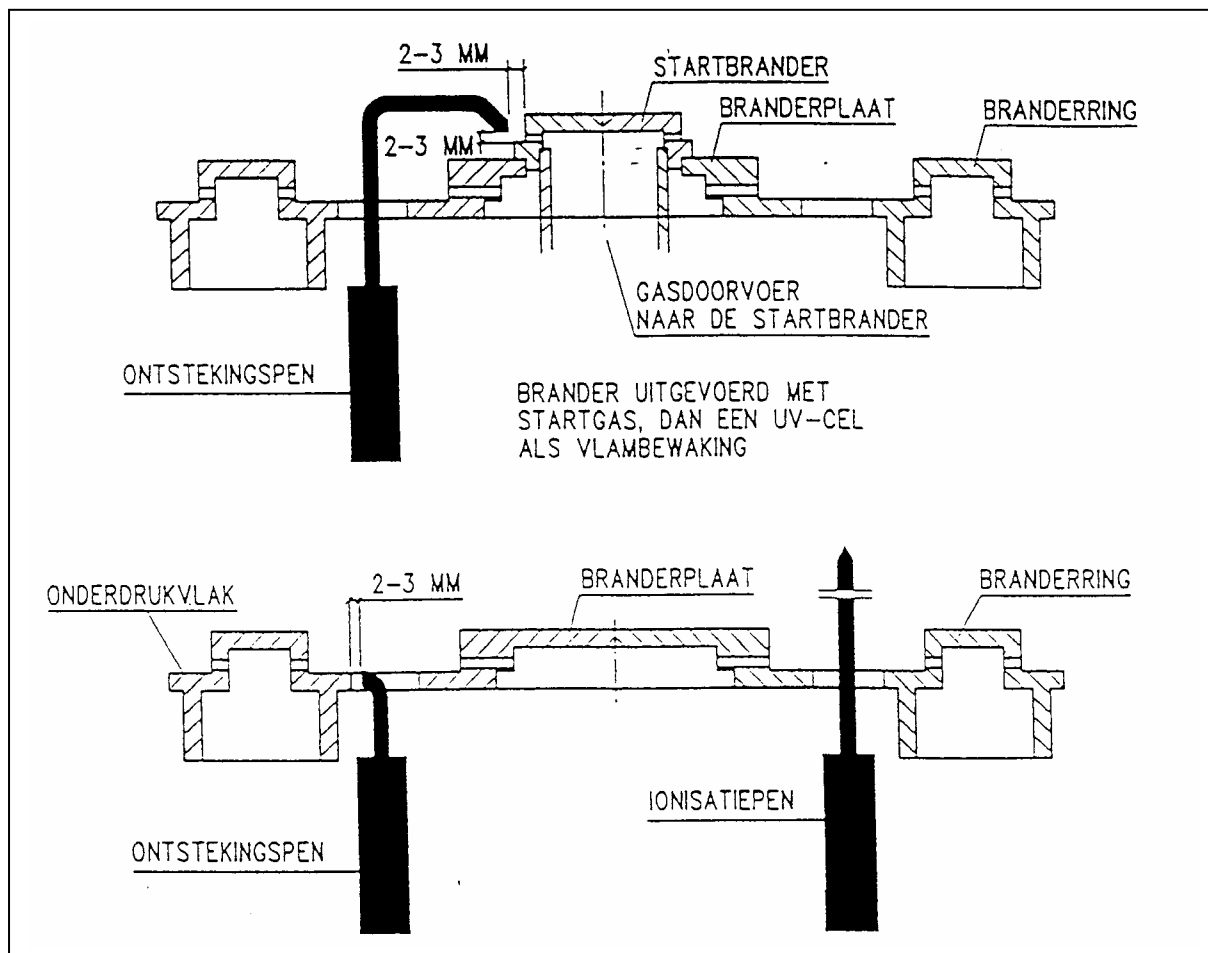 2-3 MM
STARTBRANDER
BRANDERPLAAT
BRANDERRING
2-3 MM
GASDOORVOER
NAAR DE STARTBRANDER
ONTSTEKINGSPEN
BRANDER UITGEVOERD MET
STARTGAS, DAN EEN UV-CEL
ALS VLAMBEWAKING
ONDERDRUKVLAK
2-3 MM
BRANDERPLAAT
BRANDERRING
IONISATIEPEN
ONTSTEKINGSPEN